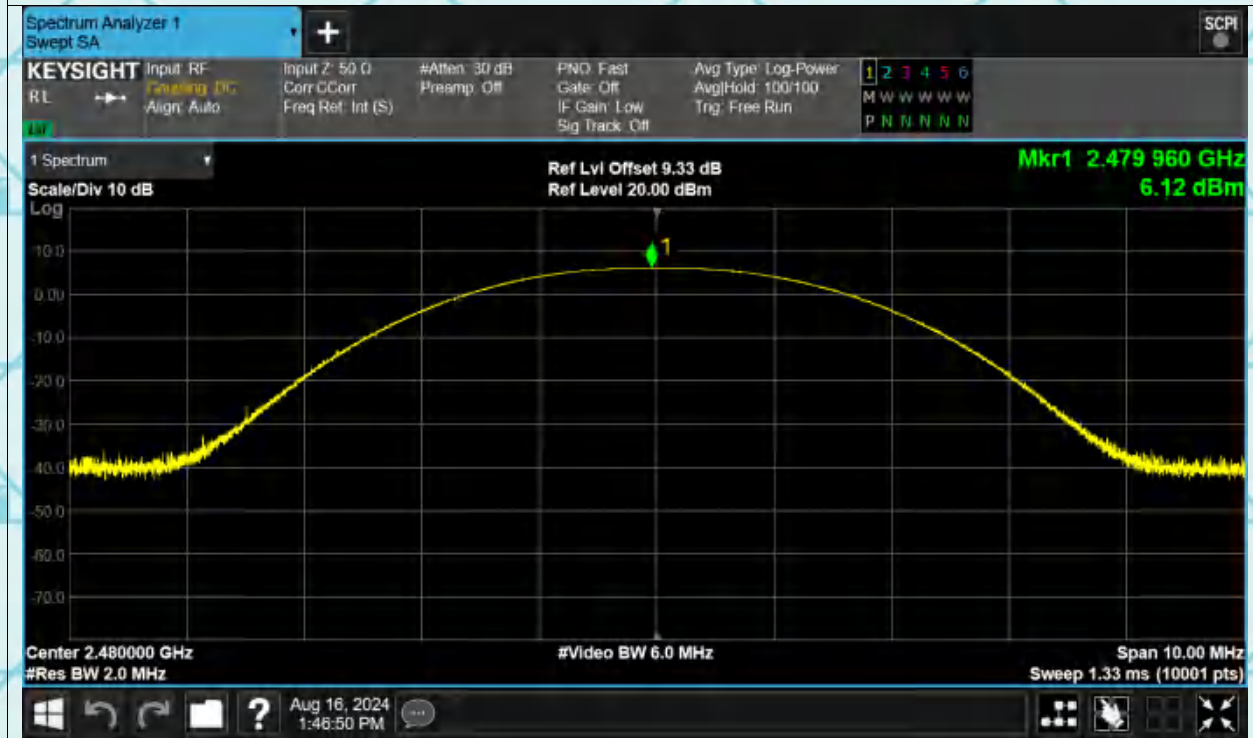 Spectrum Analyzer 1
Swept SA
+
SCPI
KEYSIGHT
RL
Input: RF
Coupling: DC
Align: Auto
Input Z: 50 Ω
Corr CCorr
Freq Ref: Int (S)
#Atten: 30 dB
Preamp: Off
PNO: Fast
Gate: Off
IF Gain: Low
Sig Track: Off
Avg Type: Log-Power
Avg|Hold: 100/100
Trig: Free Run
1 2 3 4 5 6
M W W W W W
P N N N N N
1 Spectrum
Scale/Div 10 dB
Log
Ref Lvl Offset 9.33 dB
Ref Level 20.00 dBm
Mkr1 2.479 960 GHz
6.12 dBm
1
10.0
0.00
-10.0
-20.0
-30.0
-40.0
-50.0
-60.0
-70.0
Center 2.480000 GHz
#Res BW 2.0 MHz
#Video BW 6.0 MHz
Span 10.00 MHz
Sweep 1.33 ms (10001 pts)
?
Aug 16, 2024
1:46:50 PM